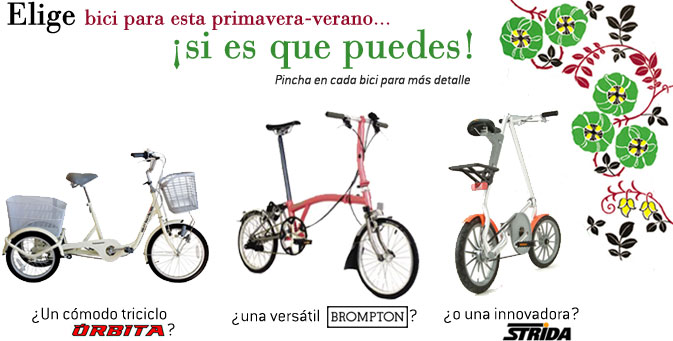 Elige bici para esta primavera-verano...
¡si es que puedes!
Pincha en cada bici para más detalle
¿Un cómodo triciclo
ÓRBITA?
¿una versátil BROMPTON?
¿o una innovadora?
STRIDA